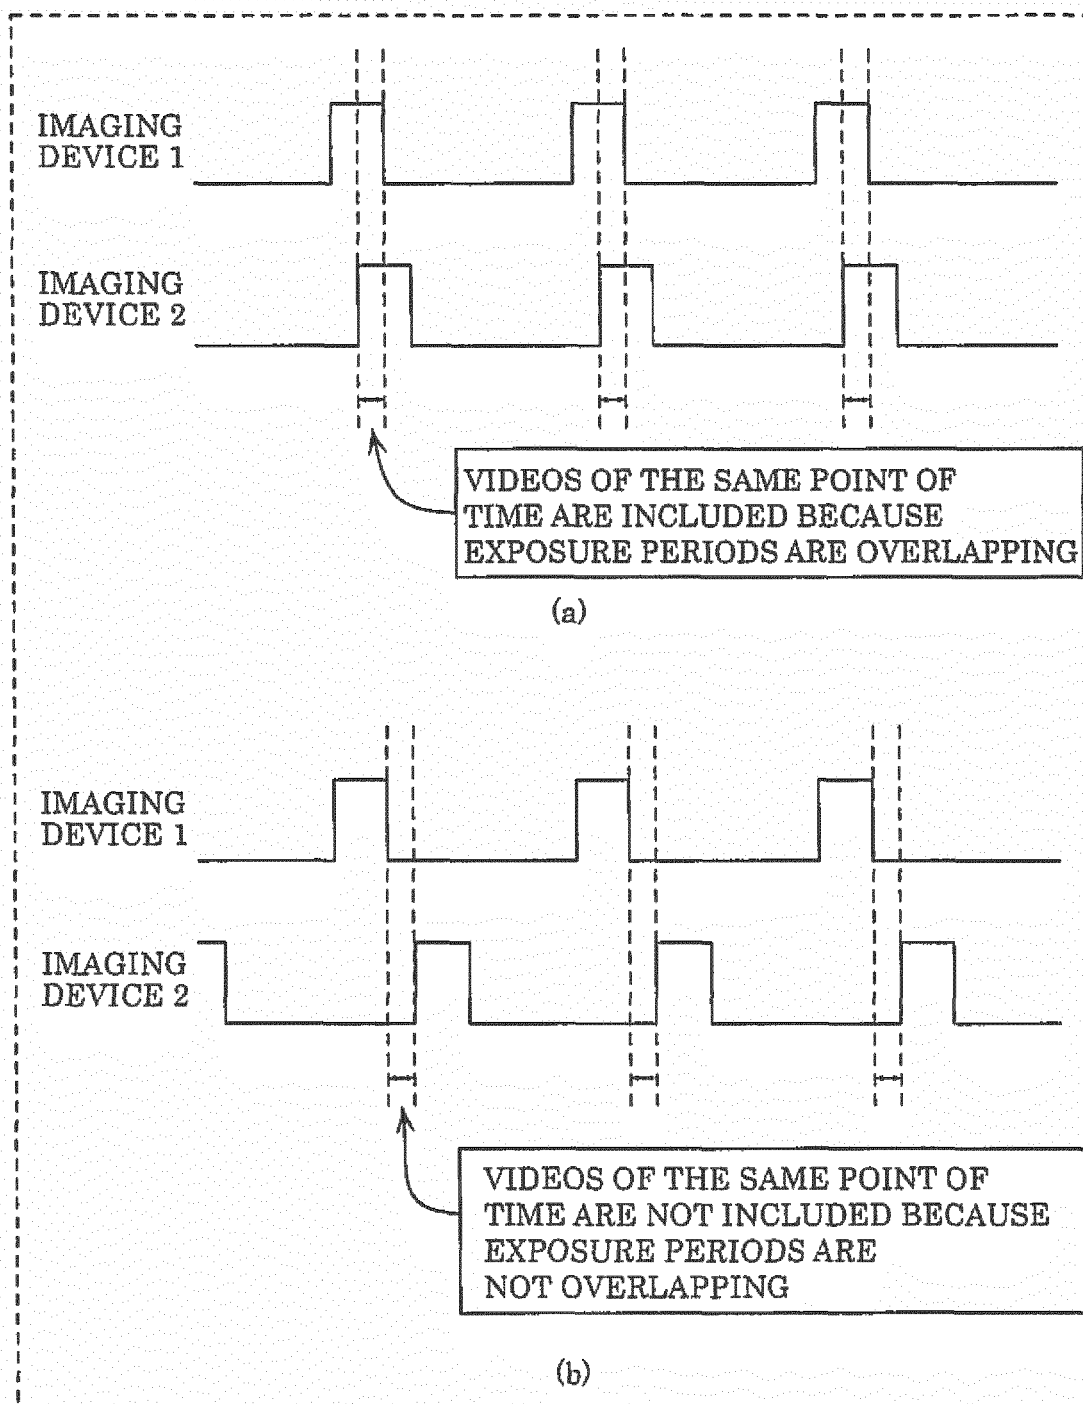 IMAGING
DEVICE 1
IMAGING
DEVICE 2
VIDEOS OF THE SAME POINT OF
TIME ARE INCLUDED BECAUSE
EXPOSURE PERIODS ARE OVERLAPPING
(a)
IMAGING
DEVICE 1
IMAGING
DEVICE 2
VIDEOS OF THE SAME POINT OF
TIME ARE NOT INCLUDED BECAUSE
EXPOSURE PERIODS ARE
NOT OVERLAPPING
(b)